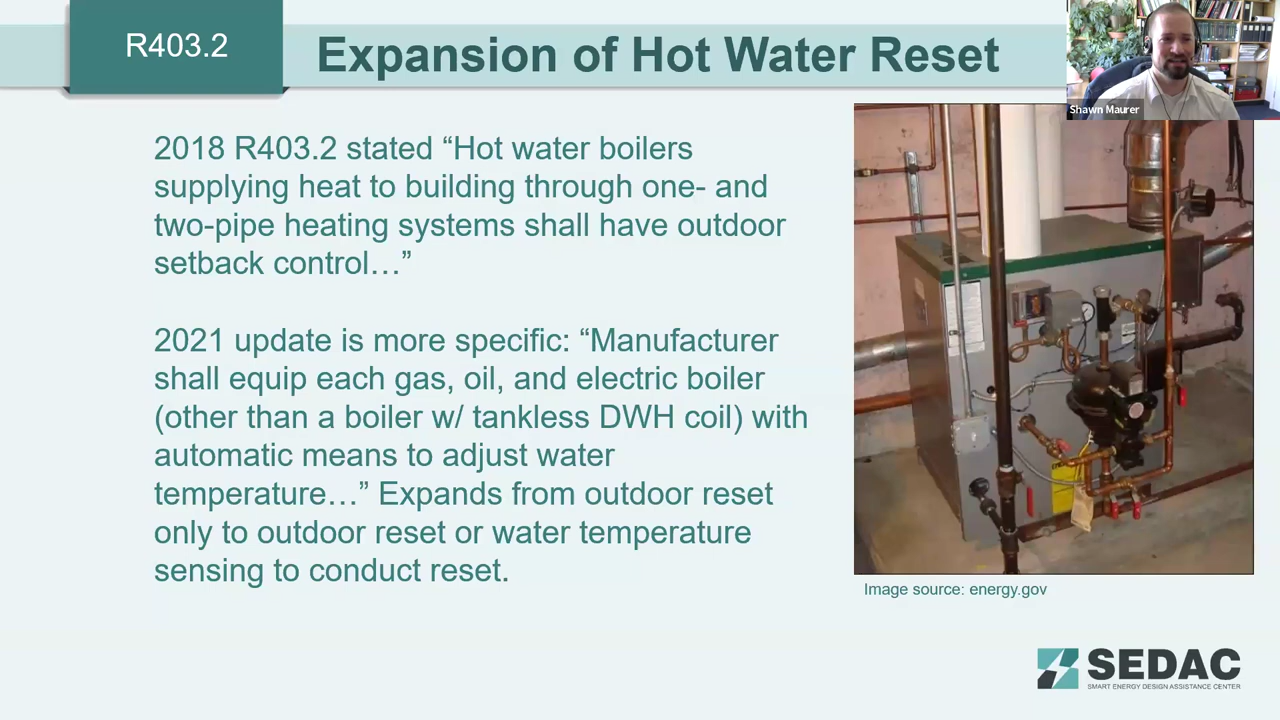 R403.2
Expansion of Hot Water Reset
Shawn Maurer
2018 R403.2 stated “Hot water boilers
supplying heat to building through one- and
two-pipe heating systems shall have outdoor
setback control…”
2021 update is more specific: “Manufacturer
shall equip each gas, oil, and electric boiler
(other than a boiler w/ tankless DWH coil) with
automatic means to adjust water
temperature…” Expands from outdoor reset
only to outdoor reset or water temperature
sensing to conduct reset.
Image source: energy.gov
SEDAC
SMART ENERGY DESIGN ASSISTANCE CENTER